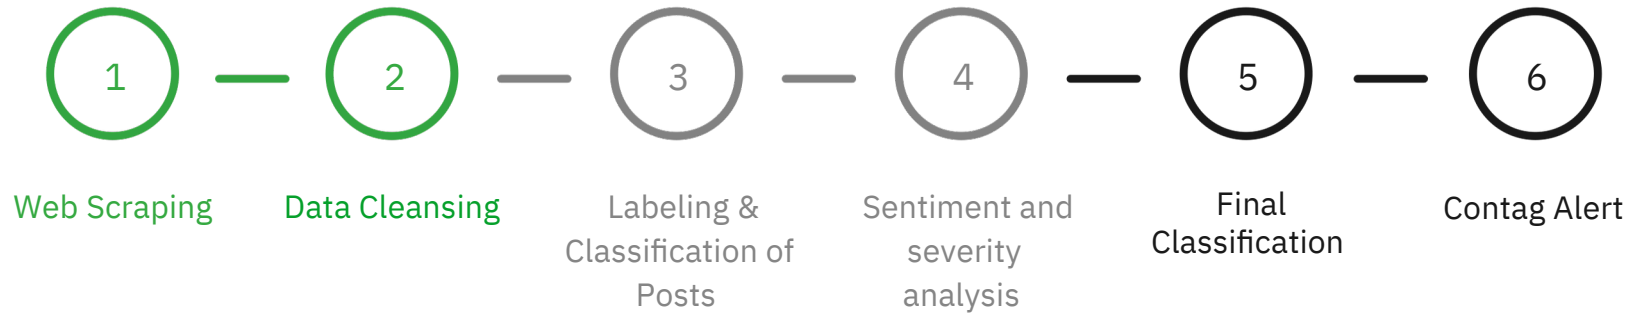 1
2
3
4
5
6
Web Scraping
Data Cleansing
Labeling &
Classification of
Posts
Sentiment and
severity
analysis
Final
Classification
Contag Alert